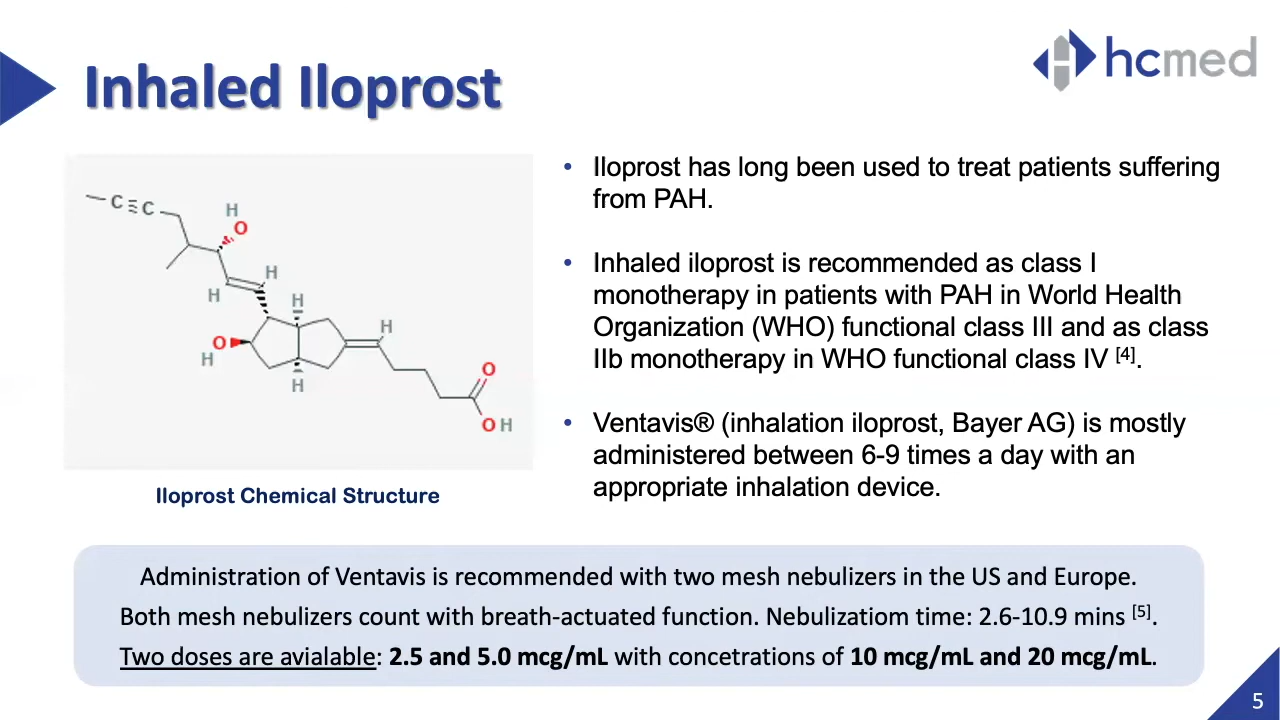 hcmed
Inhaled Iloprost
C≡C
H
O
H
H
H
H
O
H
H
O
OH
Iloprost Chemical Structure
• Iloprost has long been used to treat patients suffering
from PAH.
• Inhaled iloprost is recommended as class I
monotherapy in patients with PAH in World Health
Organization (WHO) functional class III and as class
IIb monotherapy in WHO functional class IV [4].
• Ventavis® (inhalation iloprost, Bayer AG) is mostly
administered between 6-9 times a day with an
appropriate inhalation device.
Administration of Ventavis is recommended with two mesh nebulizers in the US and Europe.
Both mesh nebulizers count with breath-actuated function. Nebulizatiom time: 2.6-10.9 mins [5].
Two doses are avialable: 2.5 and 5.0 mcg/mL with concetrations of 10 mcg/mL and 20 mcg/mL.
5